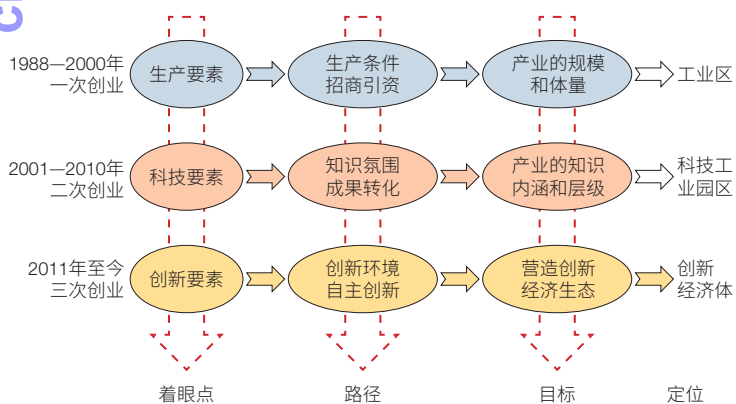 1988—2000年
一次创业
生产要素
生产条件
招商引资
产业的规模
和体量
工业区
2001—2010年
二次创业
科技要素
知识氛围
成果转化
产业的知识
内涵和层级
科技工
业园区
2011年至今
三次创业
创新要素
创新环境
自主创新
营造创新
经济生态
创新
经济体
着眼点
路径
目标
定位